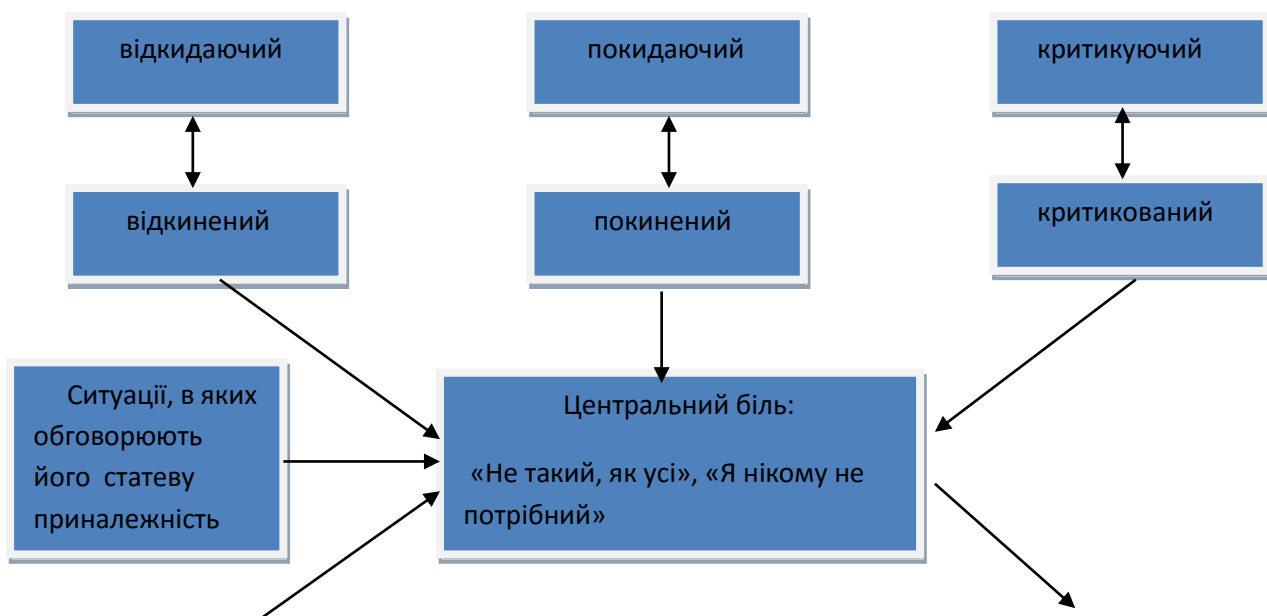 відкидаючий
покидаючий
критикуючий
відкинений
покинений
критикований
Ситуації, в яких
обговорюють
його статеву
приналежність
Центральний біль:
«Не такий, як усі», «Я нікому не
потрібний»